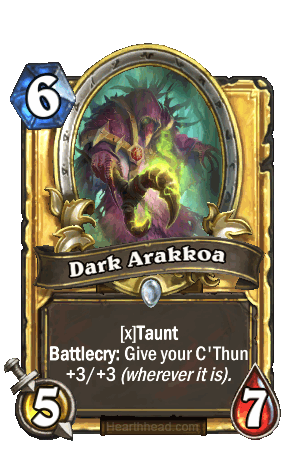 6
Dark Arakkoa
[x]Taunt
Battlecry: Give your C'Thun
+3/+3 (wherever it is).
5
7
Hearthhead.com